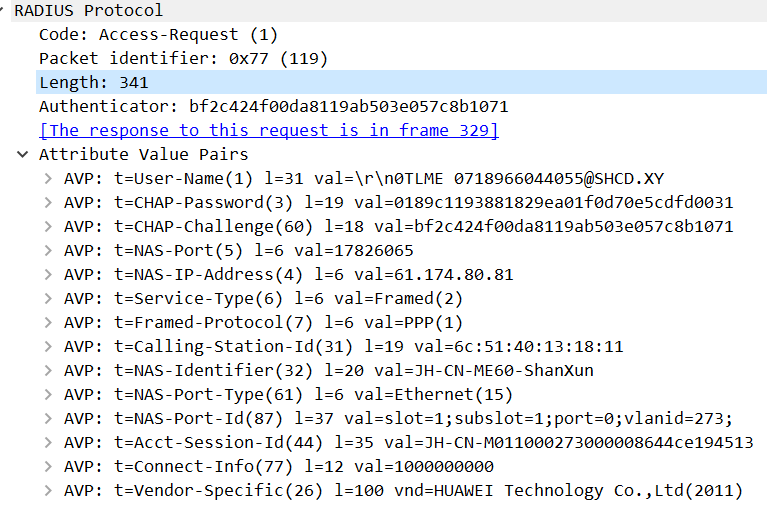 RADIUS Protocol
Code: Access-Request (1)
Packet identifier: 0x77 (119)
Length: 341
Authenticator: bf2c424f00da8119ab503e057c8b1071
[The response to this request is in frame 329]
Attribute Value Pairs
AVP: t=User-Name(1) l=31 val=\r\n0TLME 0718966044055@SHCD.XY
AVP: t=CHAP-Password(3) l=19 val=0189c1193881829ea01f0d70e5cdfd0031
AVP: t=CHAP-Challenge(60) l=18 val=bf2c424f00da8119ab503e057c8b1071
AVP: t=NAS-Port(5) l=6 val=17826065
AVP: t=NAS-IP-Address(4) l=6 val=61.174.80.81
AVP: t=Service-Type(6) l=6 val=Framed(2)
AVP: t=Framed-Protocol(7) l=6 val=PPP(1)
AVP: t=Calling-Station-Id(31) l=19 val=6c:51:40:13:18:11
AVP: t=NAS-Identifier(32) l=20 val=JH-CN-ME60-ShanXun
AVP: t=NAS-Port-Type(61) l=6 val=Ethernet(15)
AVP: t=NAS-Port-Id(87) l=37 val=slot=1;subslot=1;port=0;vlanid=273;
AVP: t=Acct-Session-Id(44) l=35 val=JH-CN-M011000273000008644ce194513
AVP: t=Connect-Info(77) l=12 val=1000000000
AVP: t=Vendor-Specific(26) l=100 vnd=HUAWEI Technology Co.,Ltd(2011)